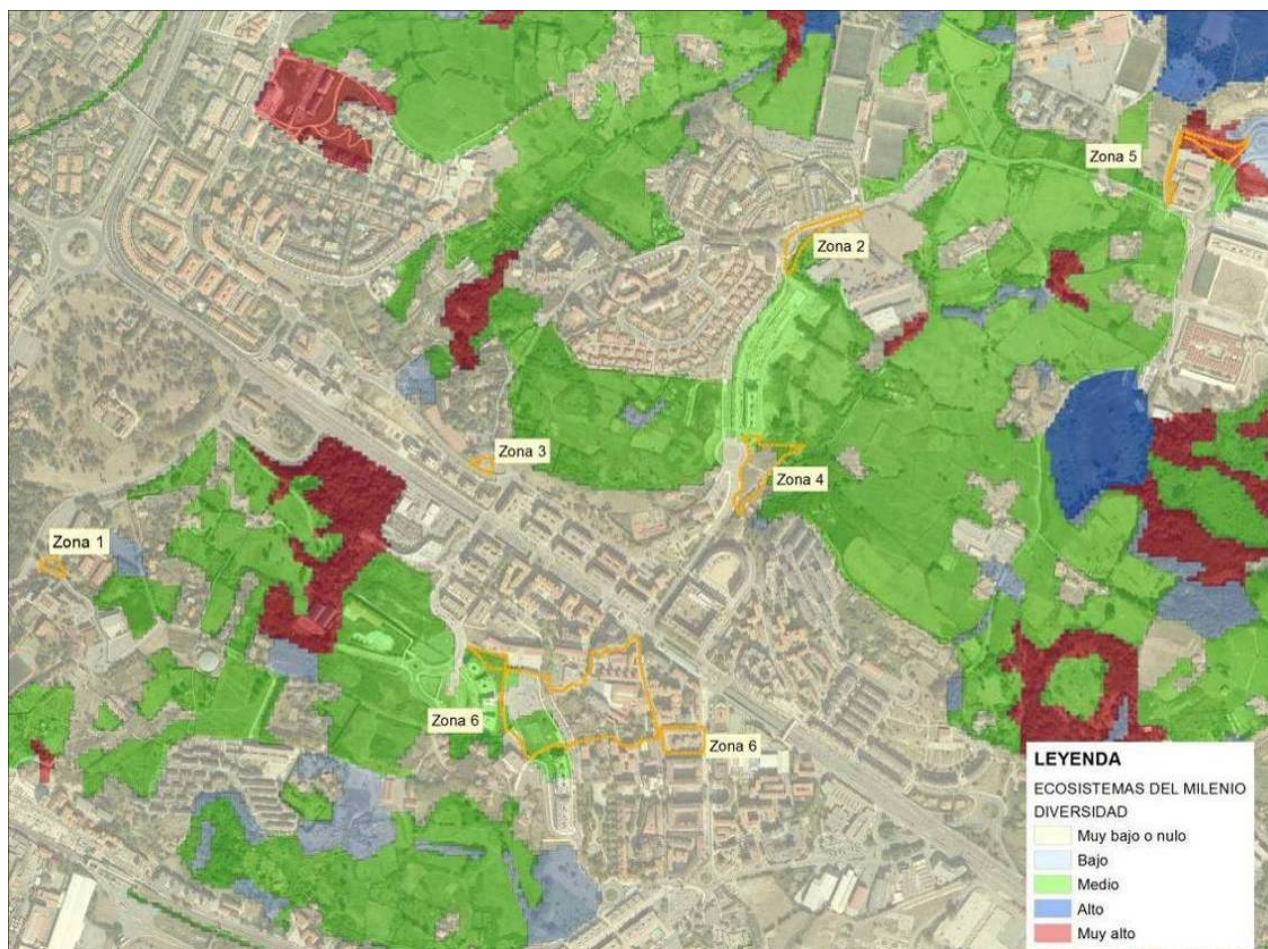 Zona 5
Zona 2
Zona 3
Zona 4
Zona 1
Zona 6
Zona 6
LEYENDA
ECOSISTEMAS DEL MILENIO
DIVERSIDAD
Muy bajo o nulo
Bajo
Medio
Alto
Muy alto